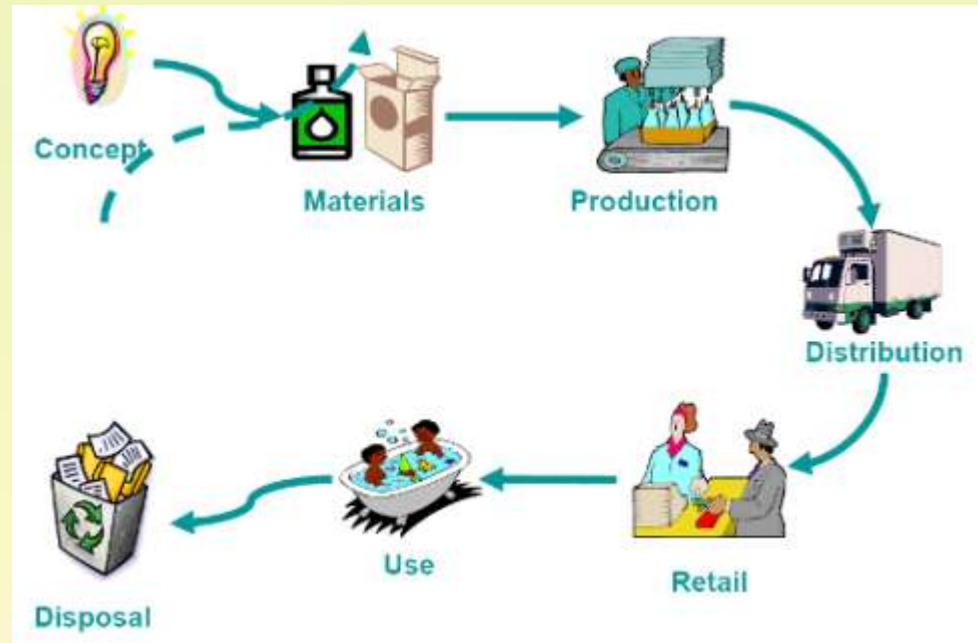 Concept
Materials
Production
Distribution
Retail
Use
Disposal